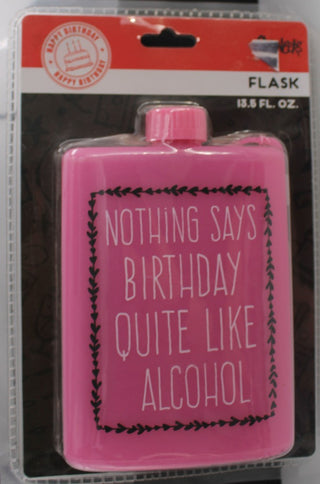 HAPPY BIRTHDAY
HAPPY BIRTHDAY
FLASK
13.5 FL. OZ.
NOTHING SAYS
BIRTHDAY
QUITE LIKE
ALCOHOL